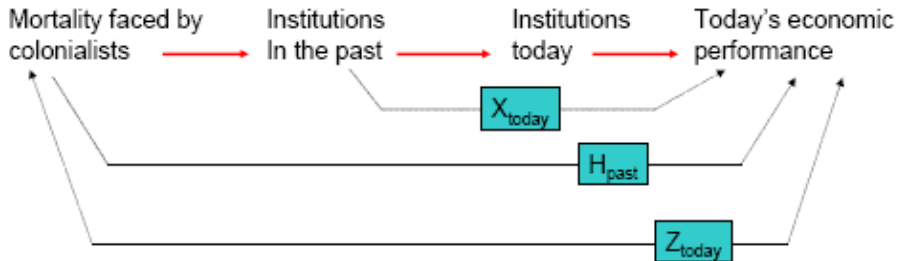 Mortality faced by
colonialists
Institutions
In the past
Institutions
today
Today's economic
performance
X today
H past
Z today